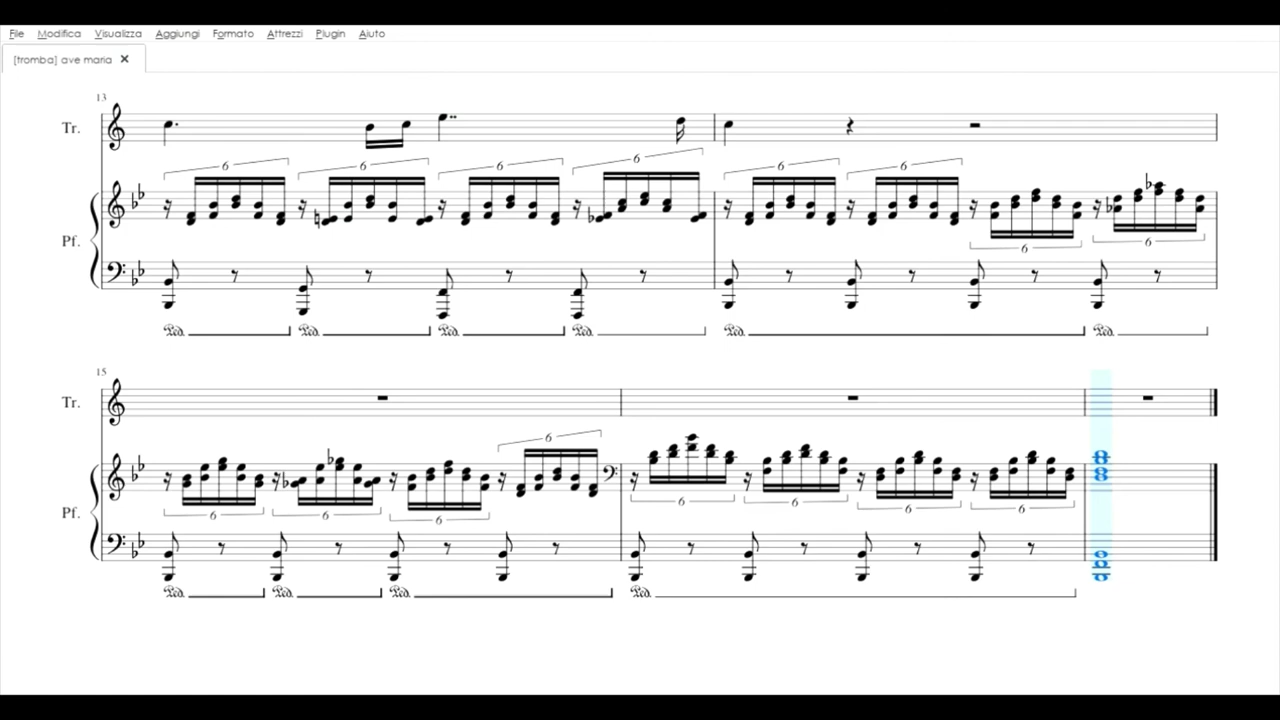 File Modifica Visualizza Aggiungi Formato Attrezzi Plugin Aiuto
[tromba] ave maria ×
13
Tr.
6 6 6 6 6 6 6 6
Pf.
15
Tr.
6 6 6 6 6 6 6 6
Pf.